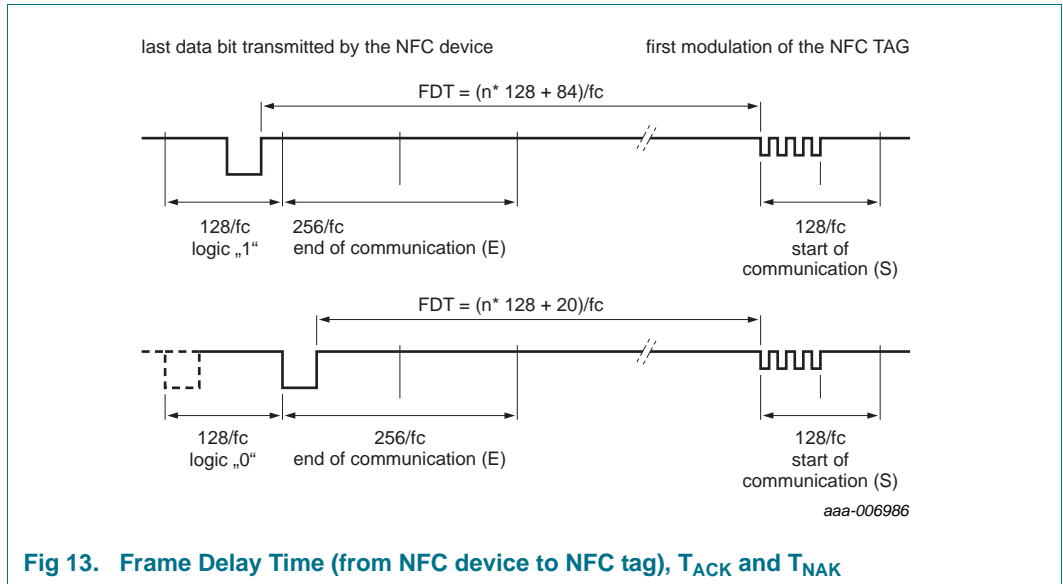 last data bit transmitted by the NFC device first modulation of the NFC TAG
FDT = (n* 128 + 84)/fc
128/fc 256/fc 128/fc
logic „1“ end of communication (E) start of
communication (S)
FDT = (n* 128 + 20)/fc
128/fc 256/fc 128/fc
logic „0“ end of communication (E) start of
communication (S)
aaa-006986
Fig 13. Frame Delay Time (from NFC device to NFC tag), TACK and TNAK